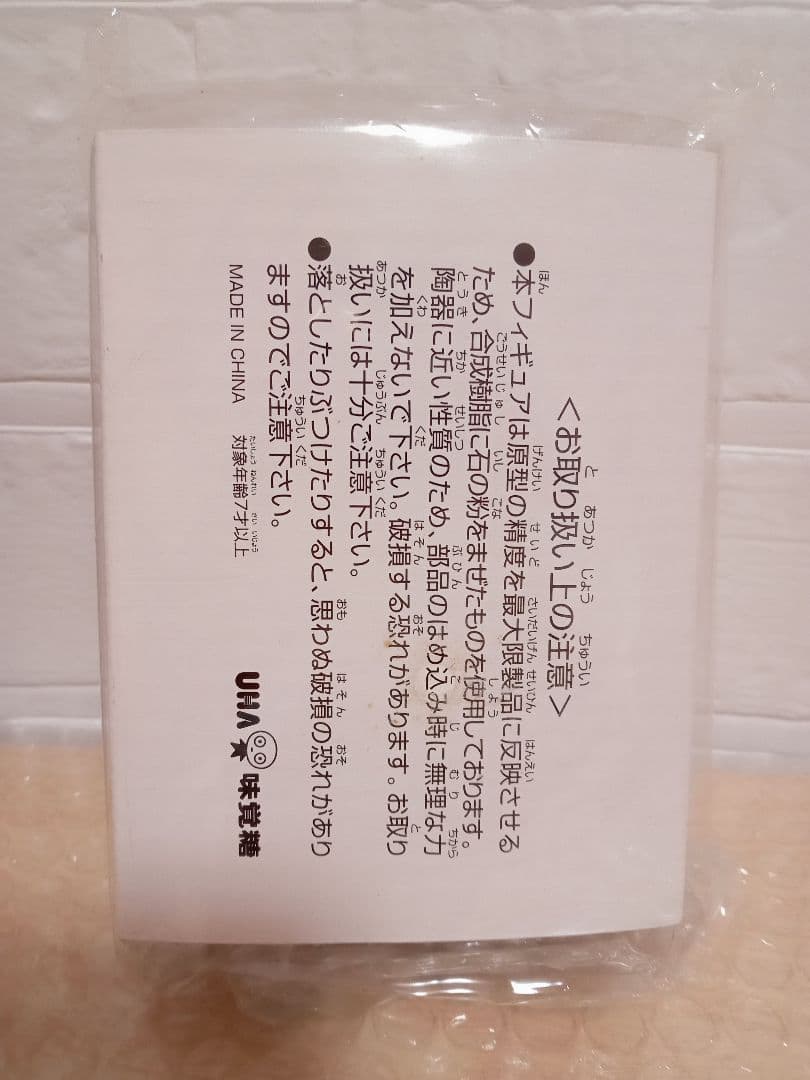 <お取り扱い上の注意>
●本フィギュアは原型の精度を最大限製品に反映させる
ため、合成樹脂に石の粉をまぜたものを使用しております。
陶器に近い性質のため、部品のはめ込み時に無理な力
を加えないで下さい。破損する恐れがあります。お取り
扱いには十分ご注意下さい。
●落としたりぶつけたりすると、思わぬ破損の恐れがあり
ますのでご注意下さい。
MADE IN CHINA 対象年齢7才以上 UHA味覚糖